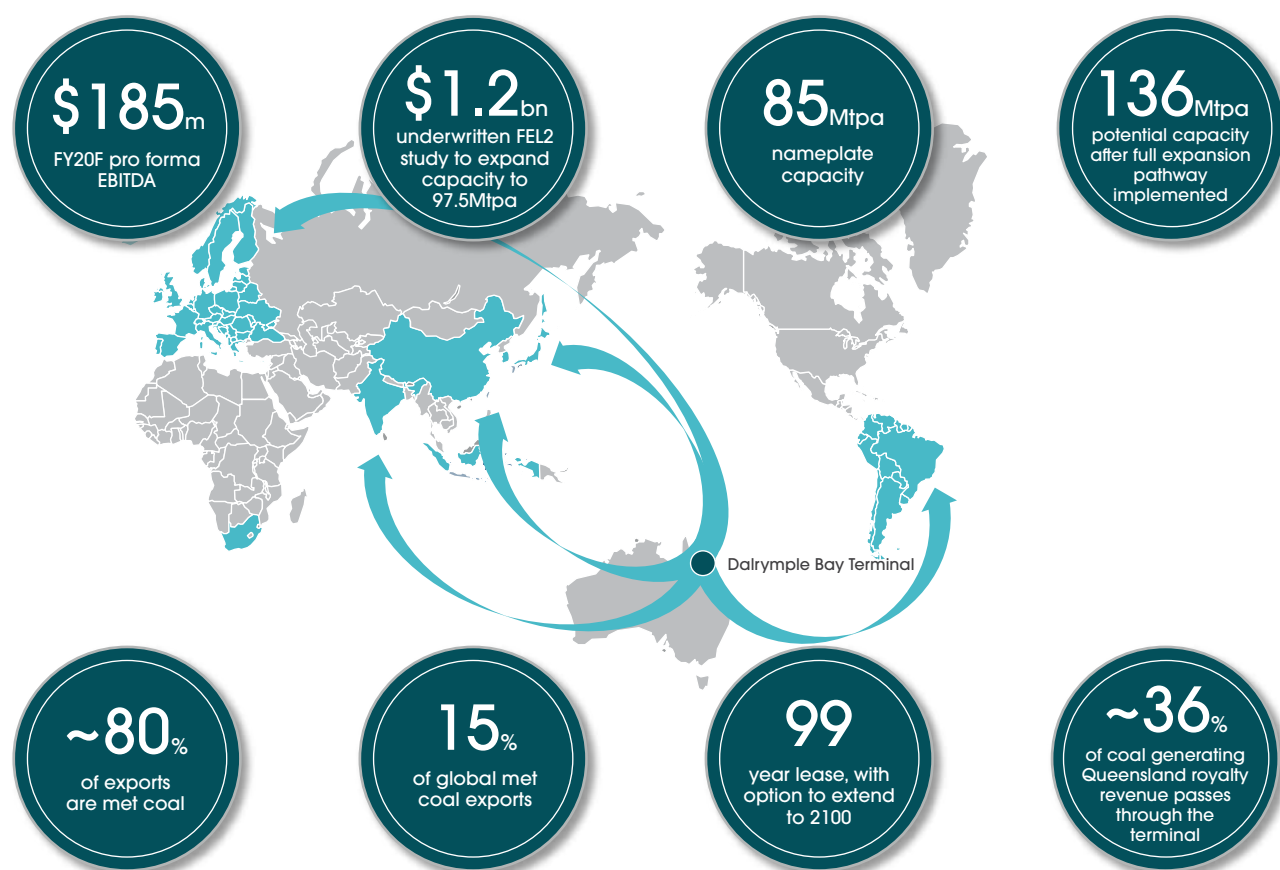 $185m
FY20F pro forma
EBITDA
$1.2bn
underwritten FEL2
study to expand
capacity to
97.5Mtpa
85Mtpa
nameplate
capacity
136Mtpa
potential capacity
after full expansion
pathway
implemented
Dalrymple Bay Terminal
~80%
of exports
are met coal
15%
of global met
coal exports
99
year lease, with
option to extend
to 2100
~36%
of coal generating
Queensland royalty
revenue passes
through the
terminal